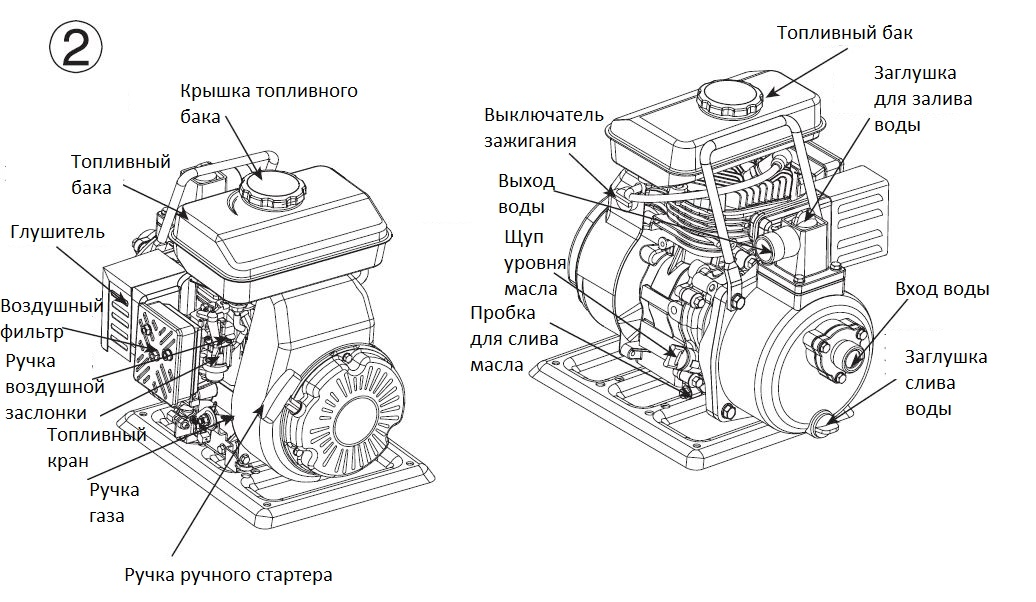 2
Крышка топливного
бака
Топливный
бака
Глушитель
Воздушный
фильтр
Ручка
воздушной
заслонки
Топливный
кран
Ручка
газа
Ручка ручного стартера
Топливный бак
Заглушка
для залива
воды
Выключатель
зажигания
Выход
воды
Щуп
уровня
масла
Пробка
для слива
масла
Вход воды
Заглушка
слива
воды